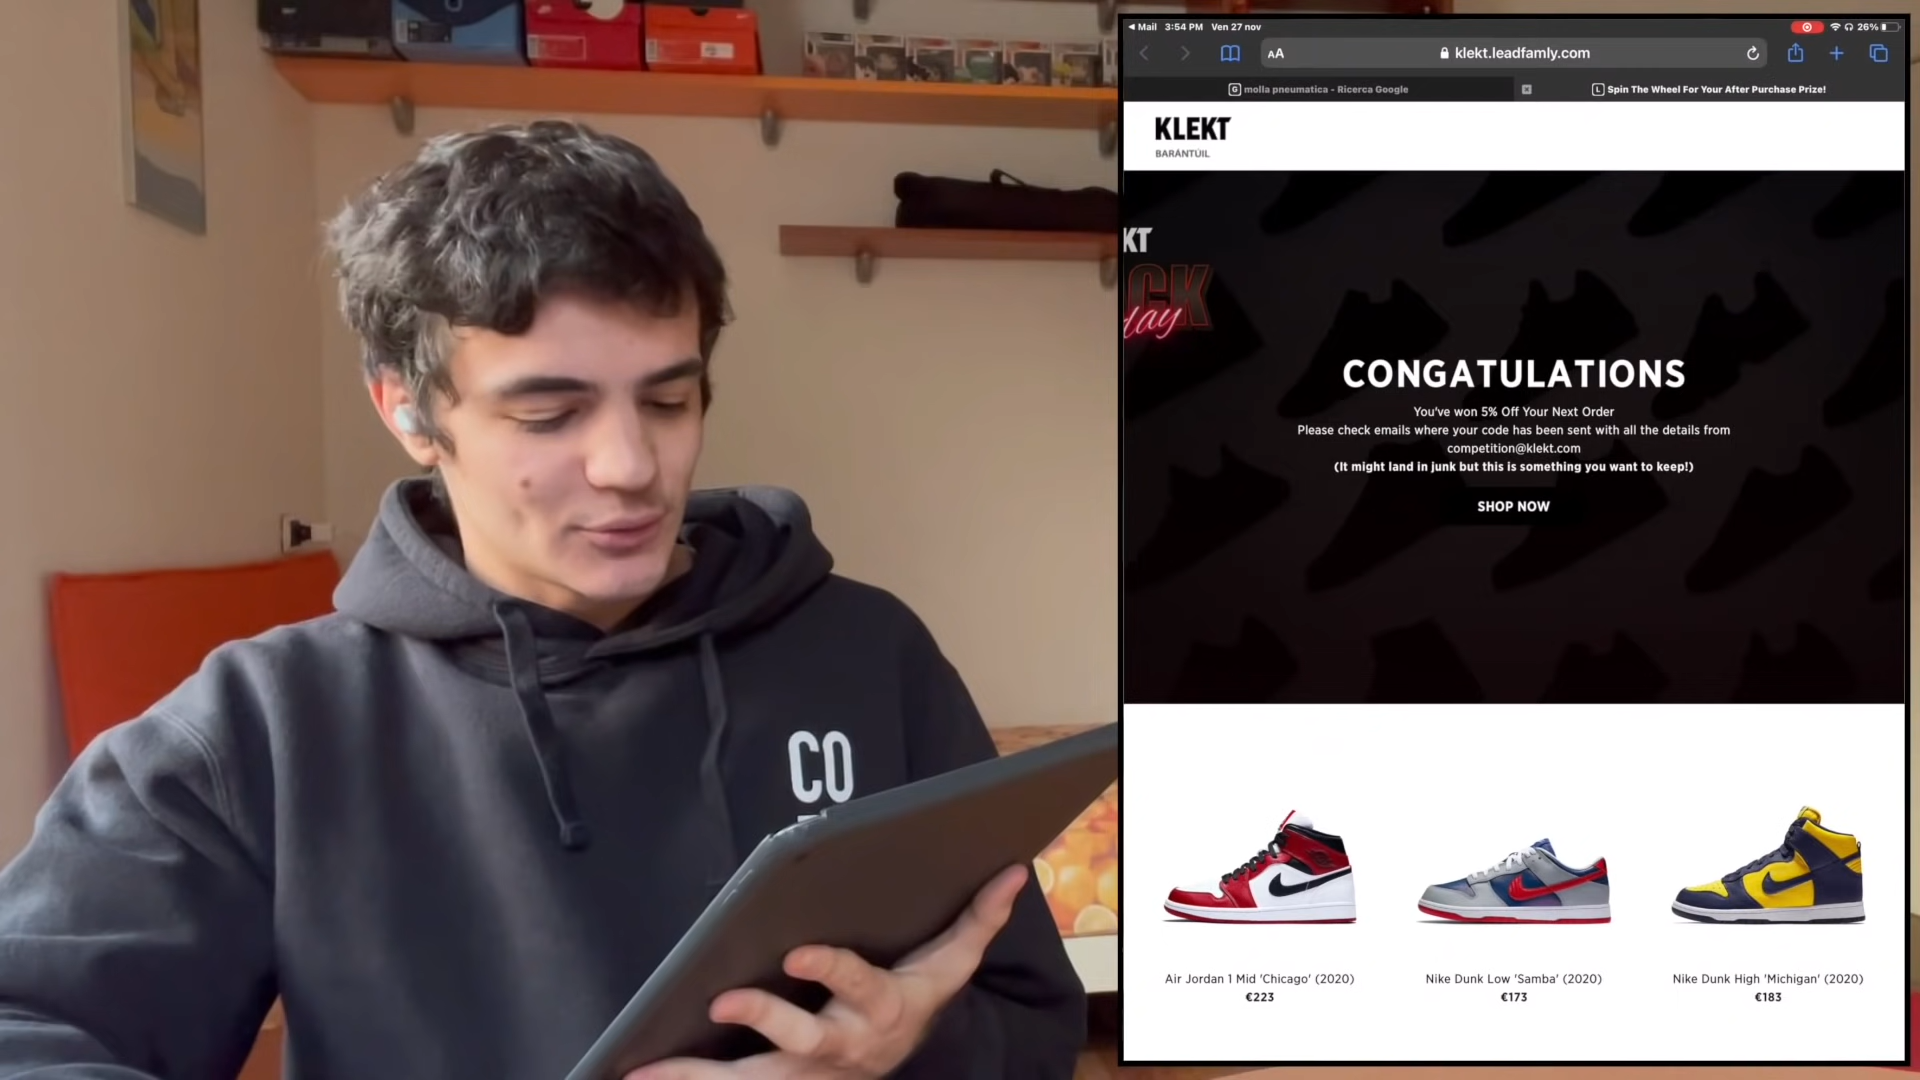 Mail 3:54 PM Ven 27 nov
26%
AA
klekt.leadfamly.com
G molla pneumatica - Ricerca Google
L Spin The Wheel For Your After Purchase Prize!
KLEKT
BARÁNTÚIL
KT
CK
day
CONGATULATIONS
You've won 5% Off Your Next Order
Please check emails where your code has been sent with all the details from
competition@klekt.com
(It might land in junk but this is something you want to keep!)
SHOP NOW
Air Jordan 1 Mid 'Chicago' (2020)
€223
Nike Dunk Low 'Samba' (2020)
€173
Nike Dunk High 'Michigan' (2020)
€183
CO